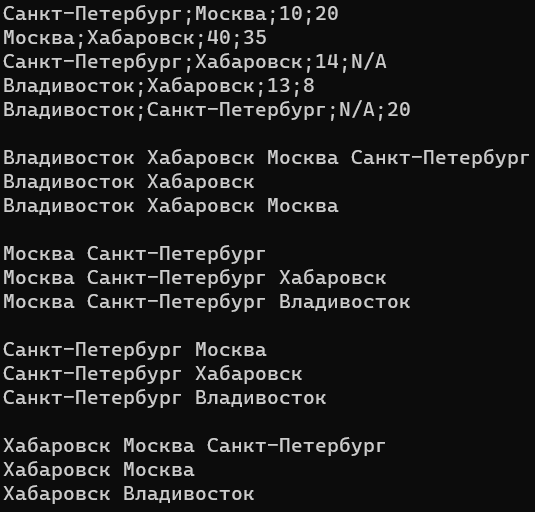 Санкт-Петербург;Москва;10;20
Москва;Хабаровск;40;35
Санкт-Петербург;Хабаровск;14;N/A
Владивосток;Хабаровск;13;8
Владивосток;Санкт-Петербург;N/A;20

Владивосток Хабаровск Москва Санкт-Петербург
Владивосток Хабаровск
Владивосток Хабаровск Москва

Москва Санкт-Петербург
Москва Санкт-Петербург Хабаровск
Москва Санкт-Петербург Владивосток

Санкт-Петербург Москва
Санкт-Петербург Хабаровск
Санкт-Петербург Владивосток

Хабаровск Москва Санкт-Петербург
Хабаровск Москва
Хабаровск Владивосток